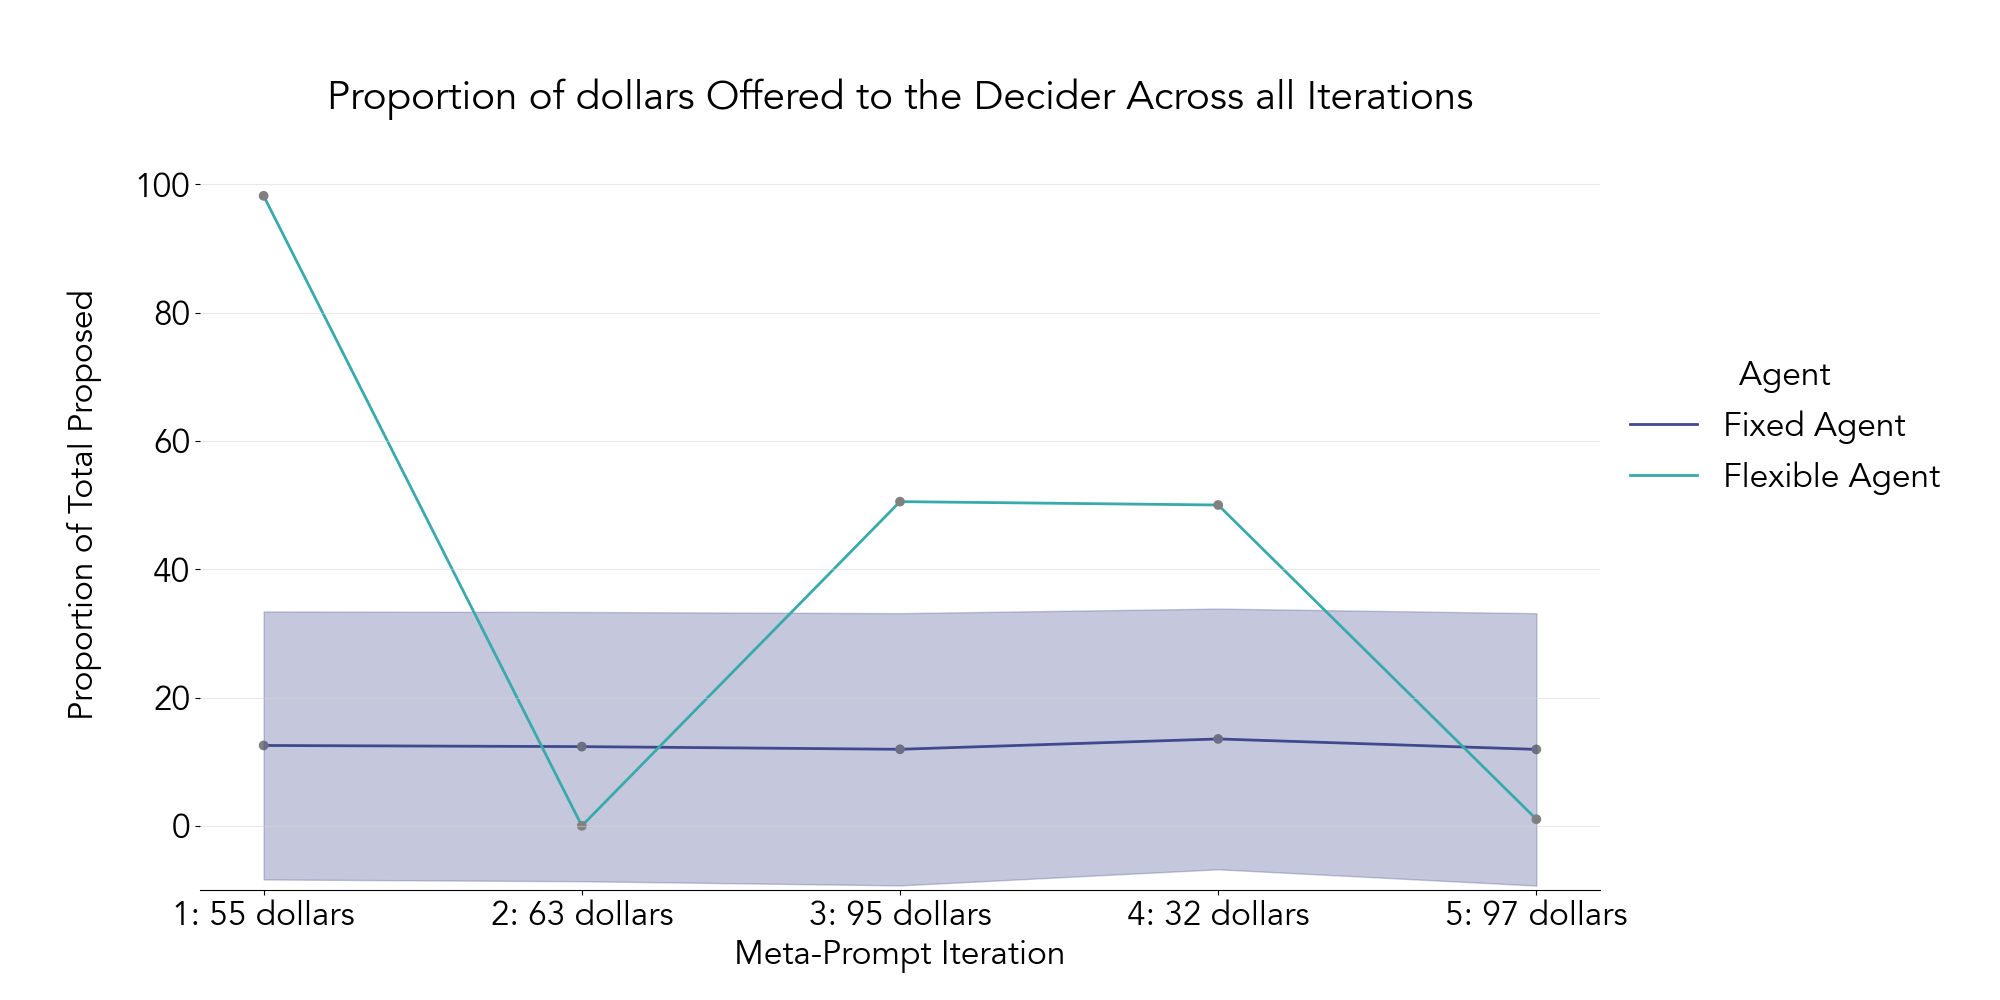 Proportion of dollars Offered to the Decider Across all Iterations
Proportion of Total Proposed
100
80
60
40
20
0
1: 55 dollars
2: 63 dollars
3: 95 dollars
4: 32 dollars
5: 97 dollars
Meta-Prompt Iteration
Agent
Fixed Agent
Flexible Agent